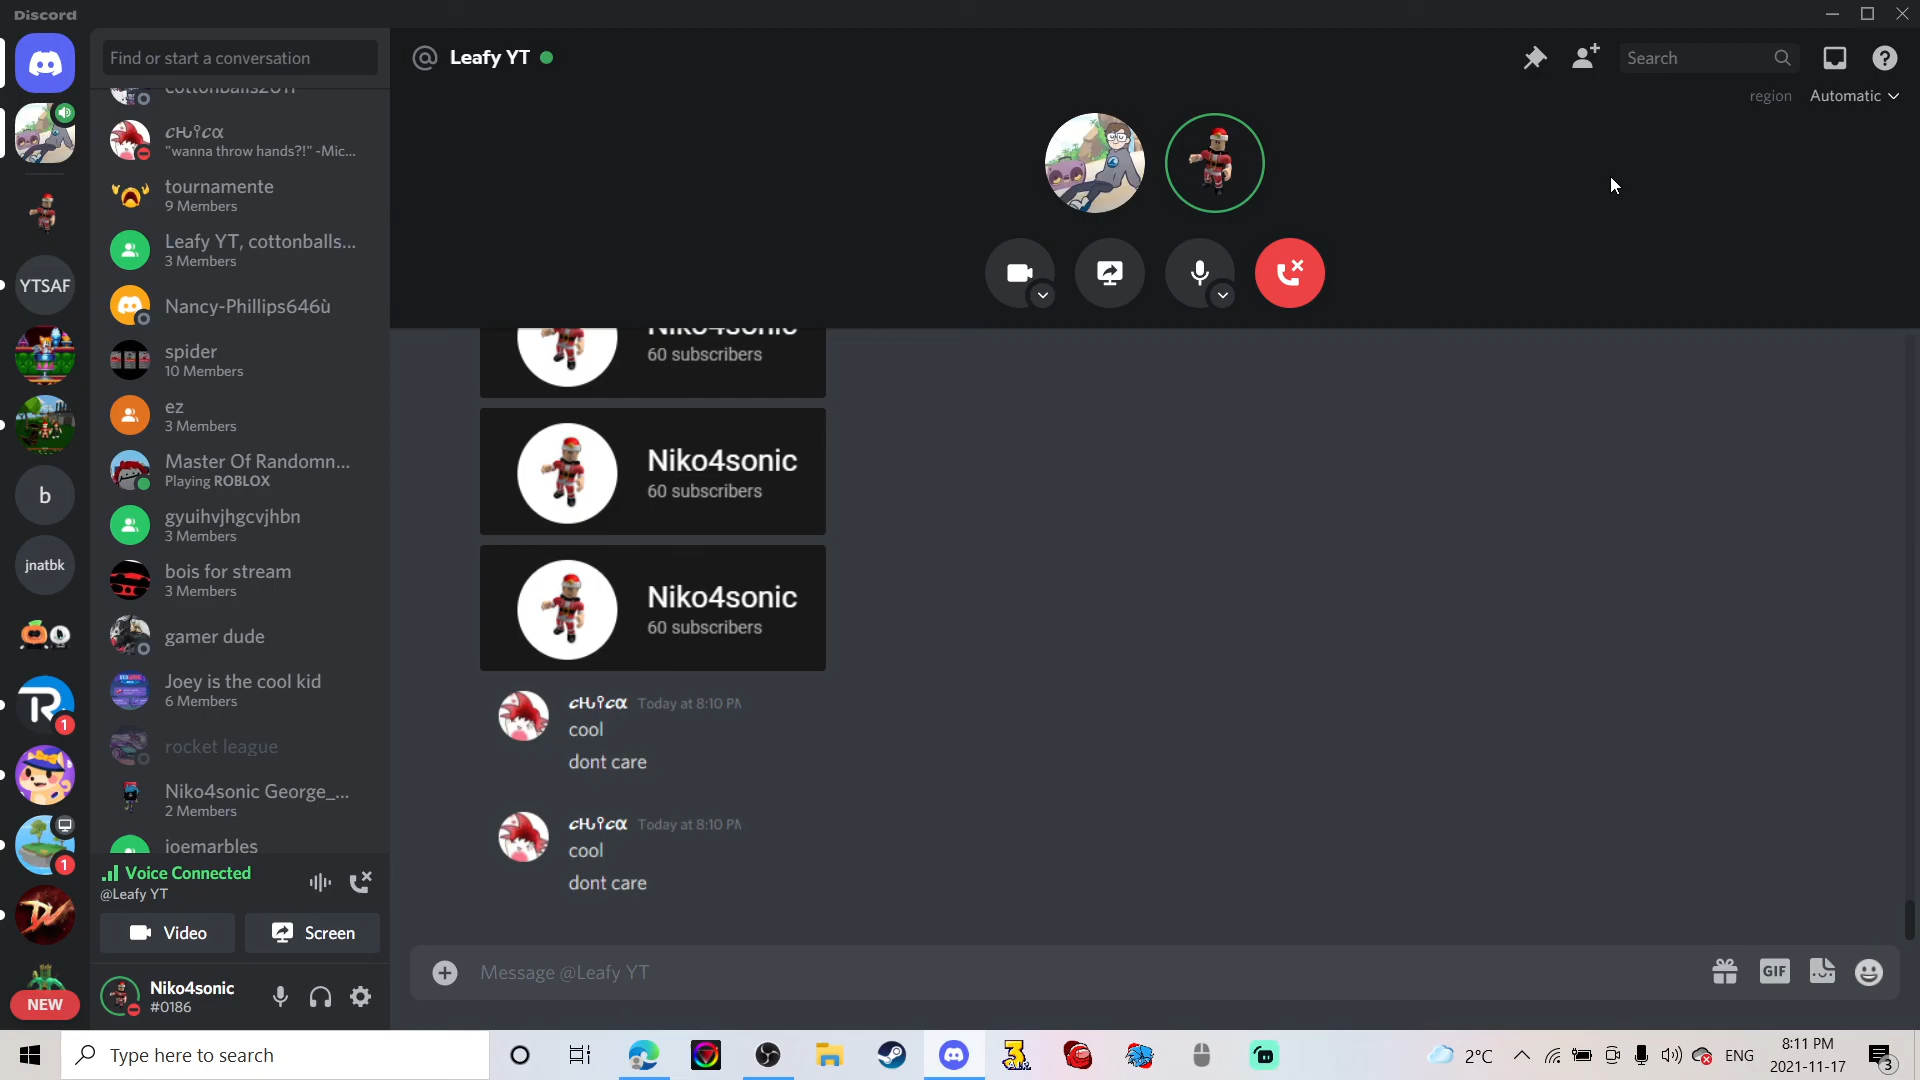 Discord
Find or start a conversation
Leafy YT
Search
region Automatic
cottonballs2011
"wanna throw hands?!" -Mic...
tournamente
9 Members
Leafy YT, cottonballs...
3 Members
Nancy-Phillips646ù
spider
10 Members
ez
3 Members
Master Of Randomn...
Playing ROBLOX
gyuihvjhgcvjhbn
3 Members
bois for stream
3 Members
gamer dude
Joey is the cool kid
6 Members
rocket league
Niko4sonic George_...
2 Members
joemarbles
YTSAF
b
jnatbk
1
1
NEW
Voice Connected
@Leafy YT
Video
Screen
Niko4sonic
#0186
Niko4sonic
60 subscribers
Niko4sonic
60 subscribers
Niko4sonic
60 subscribers
Today at 8:10 PM
cool
dont care
Today at 8:10 PM
cool
dont care
Message @Leafy YT
GIF
Type here to search
2°C
ENG
8:11 PM
2021-11-17
3